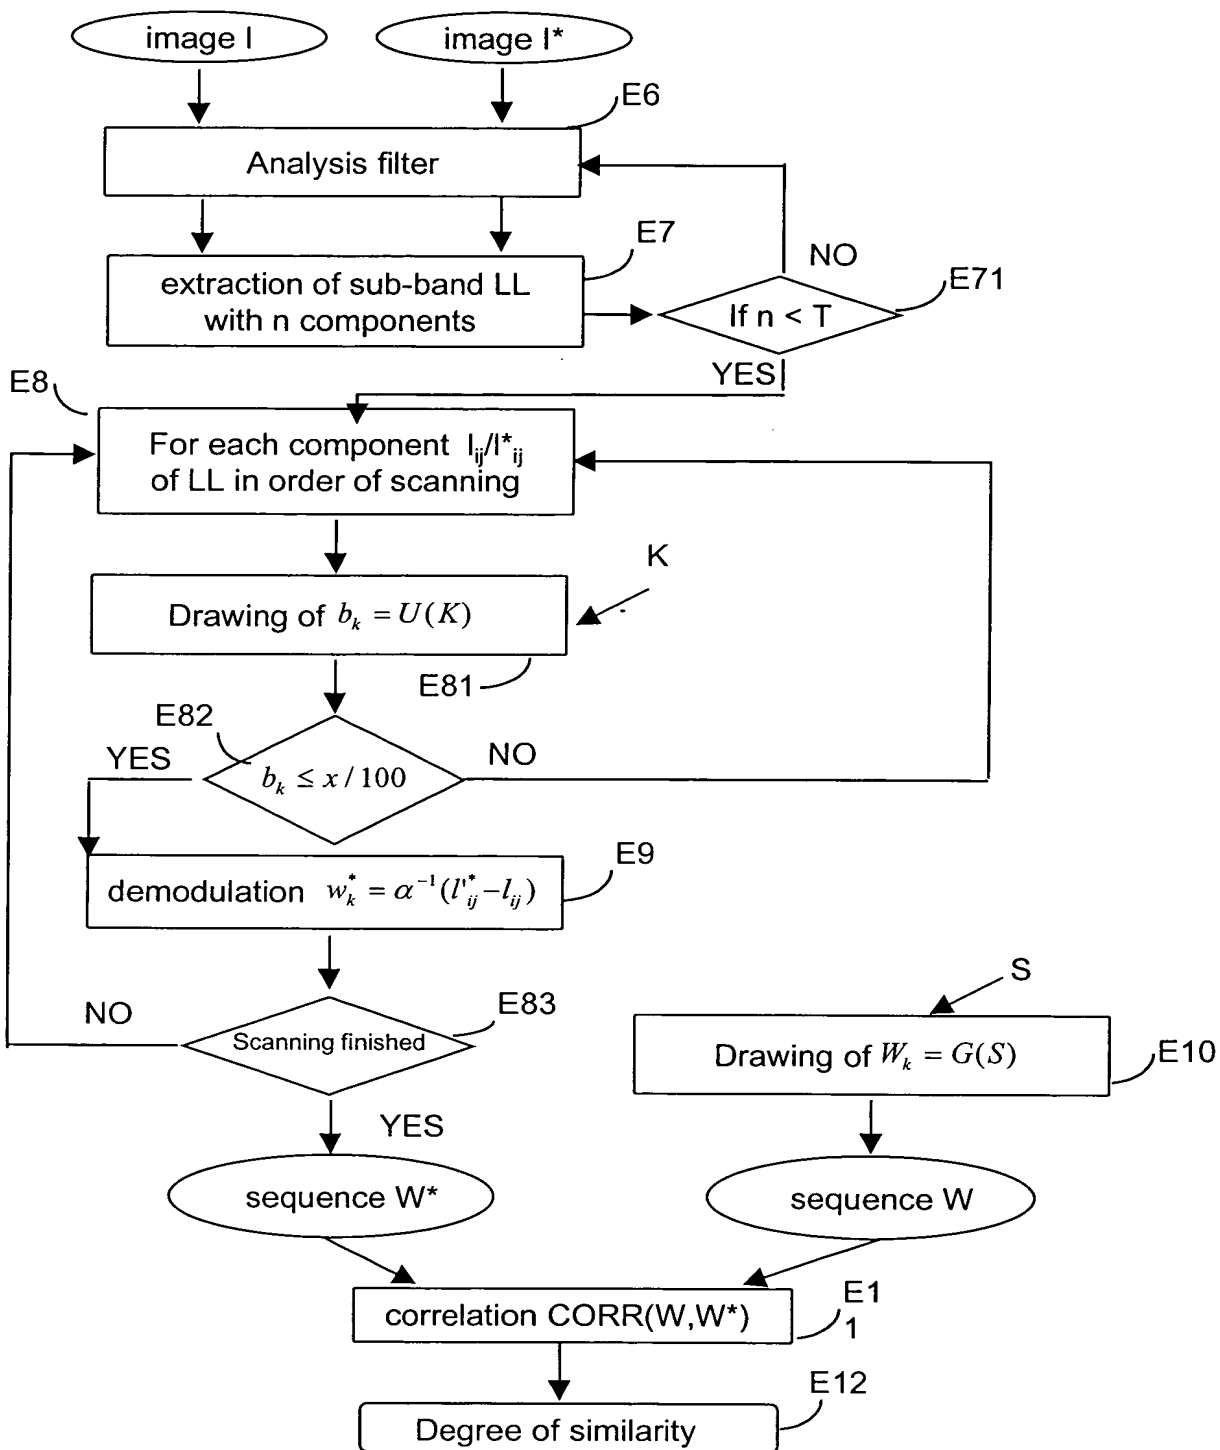 image I
image I*
E6
Analysis filter
E7
NO
E71
extraction of sub-band LL
with n components
If n < T
YES
E8
For each component l_ij/l*_ij
of LL in order of scanning
K
Drawing of b_k = U(K)
E81
E82
YES
NO
b_k ≤ x / 100
E9
demodulation w*_k = α⁻¹(l'*_ij − l_ij)
S
NO
E83
Scanning finished
Drawing of W_k = G(S)
E10
YES
sequence W*
sequence W
E1
1
correlation CORR(W,W*)
E12
Degree of similarity